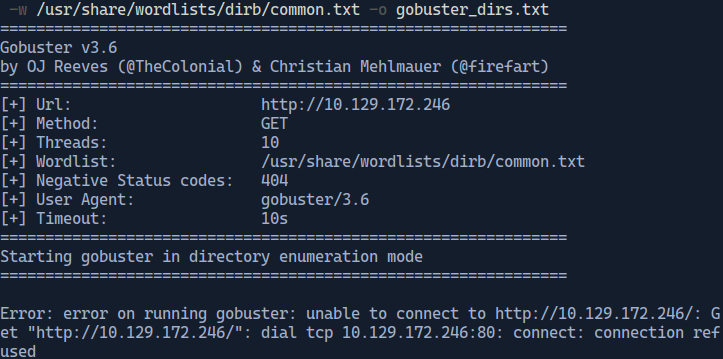 -w /usr/share/wordlists/dirb/common.txt -o gobuster_dirs.txt
===============================================================
Gobuster v3.6
by OJ Reeves (@TheColonial) & Christian Mehlmauer (@firefart)
===============================================================
[+] Url:                     http://10.129.172.246
[+] Method:                  GET
[+] Threads:                 10
[+] Wordlist:                /usr/share/wordlists/dirb/common.txt
[+] Negative Status codes:   404
[+] User Agent:              gobuster/3.6
[+] Timeout:                 10s
===============================================================
Starting gobuster in directory enumeration mode
===============================================================
Error: error on running gobuster: unable to connect to http://10.129.172.246/: G
et "http://10.129.172.246/": dial tcp 10.129.172.246:80: connect: connection ref
used